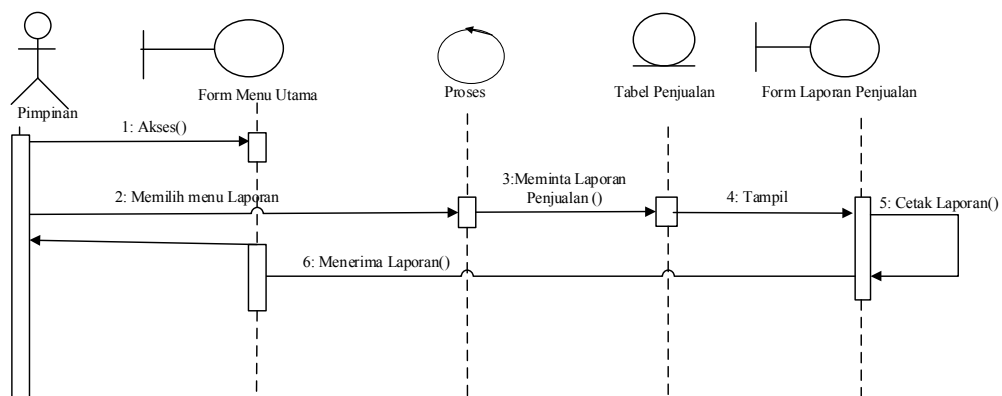 Pimpinan
Form Menu Utama
Proses
Tabel Penjualan
Form Laporan Penjualan
1: Akses()
2: Memilih menu Laporan
3:Meminta Laporan
Penjualan ()
4: Tampil
5: Cetak Laporan()
6: Menerima Laporan()